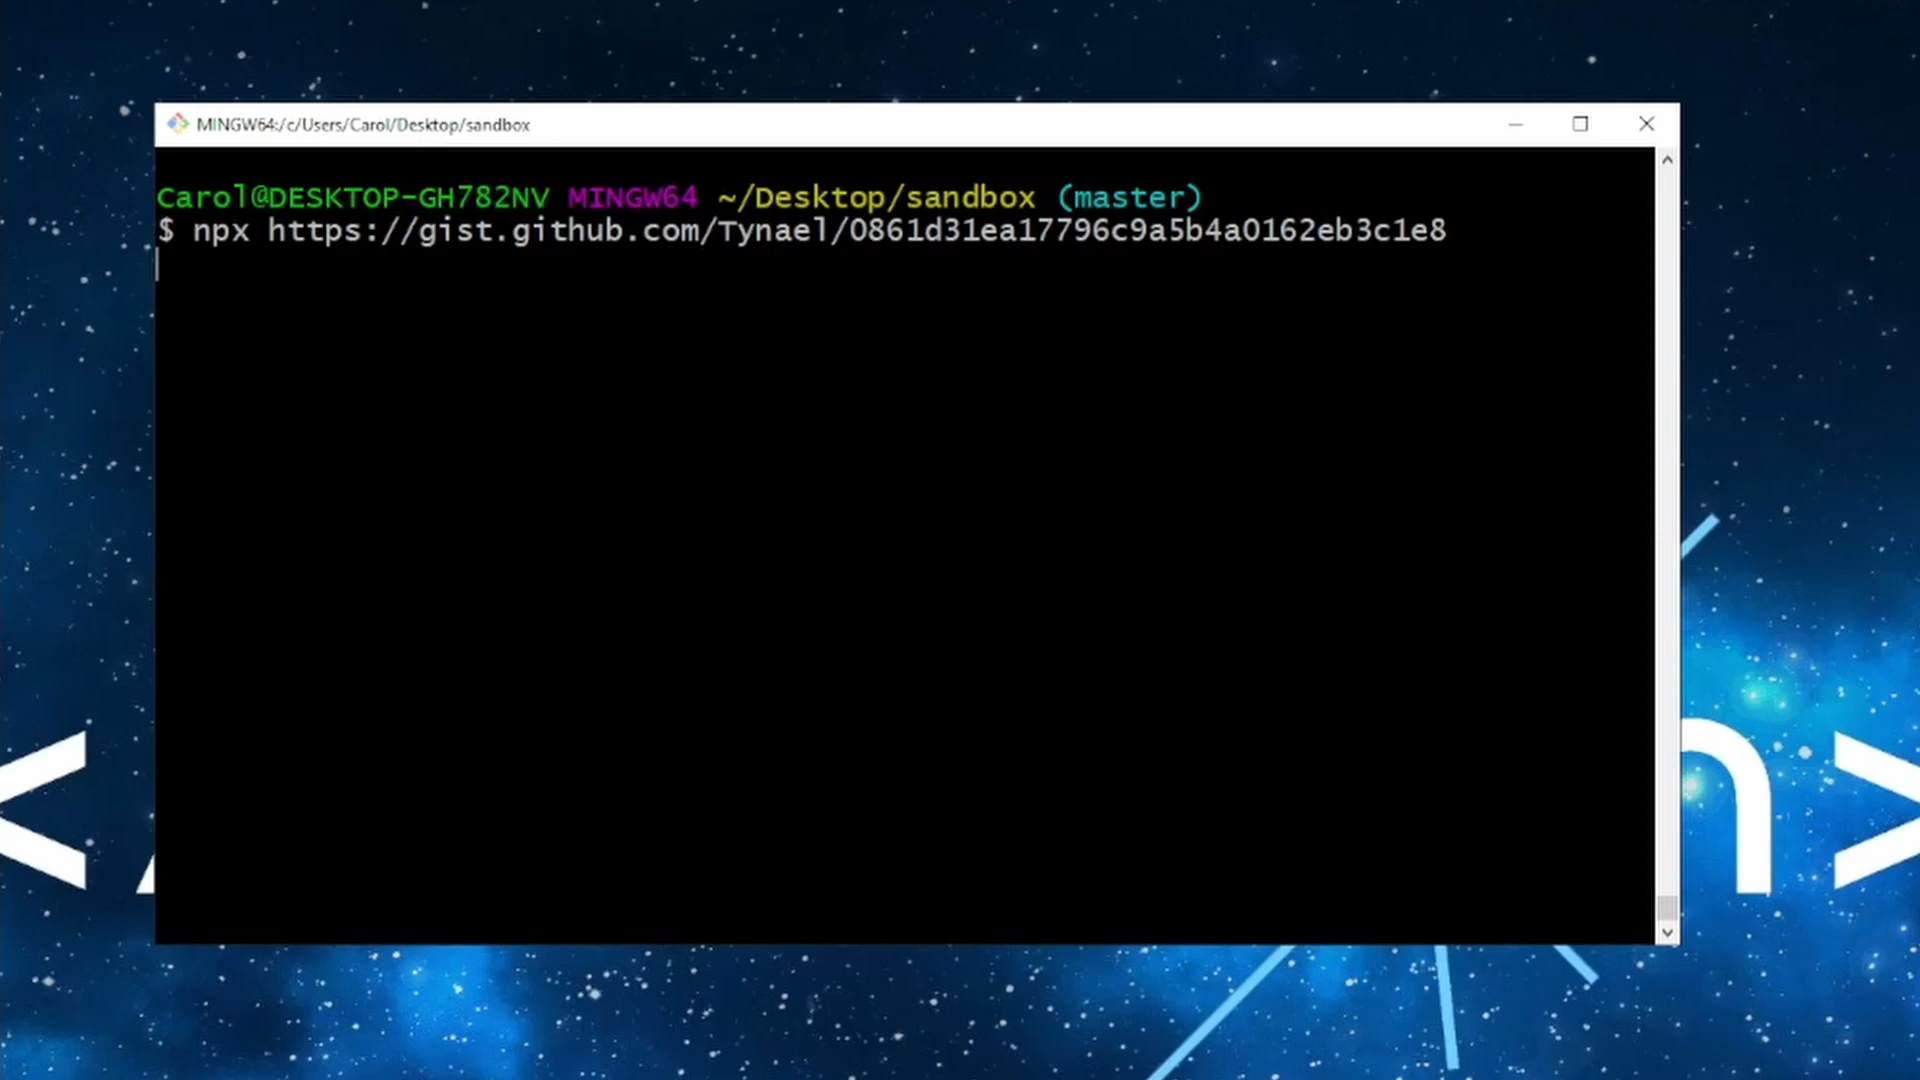 MINGW64:/c/Users/Carol/Desktop/sandbox
Carol@DESKTOP-GH782NV MINGW64 ~/Desktop/sandbox (master)
$ npx https://gist.github.com/Tynael/0861d31ea17796c9a5b4a0162eb3c1e8